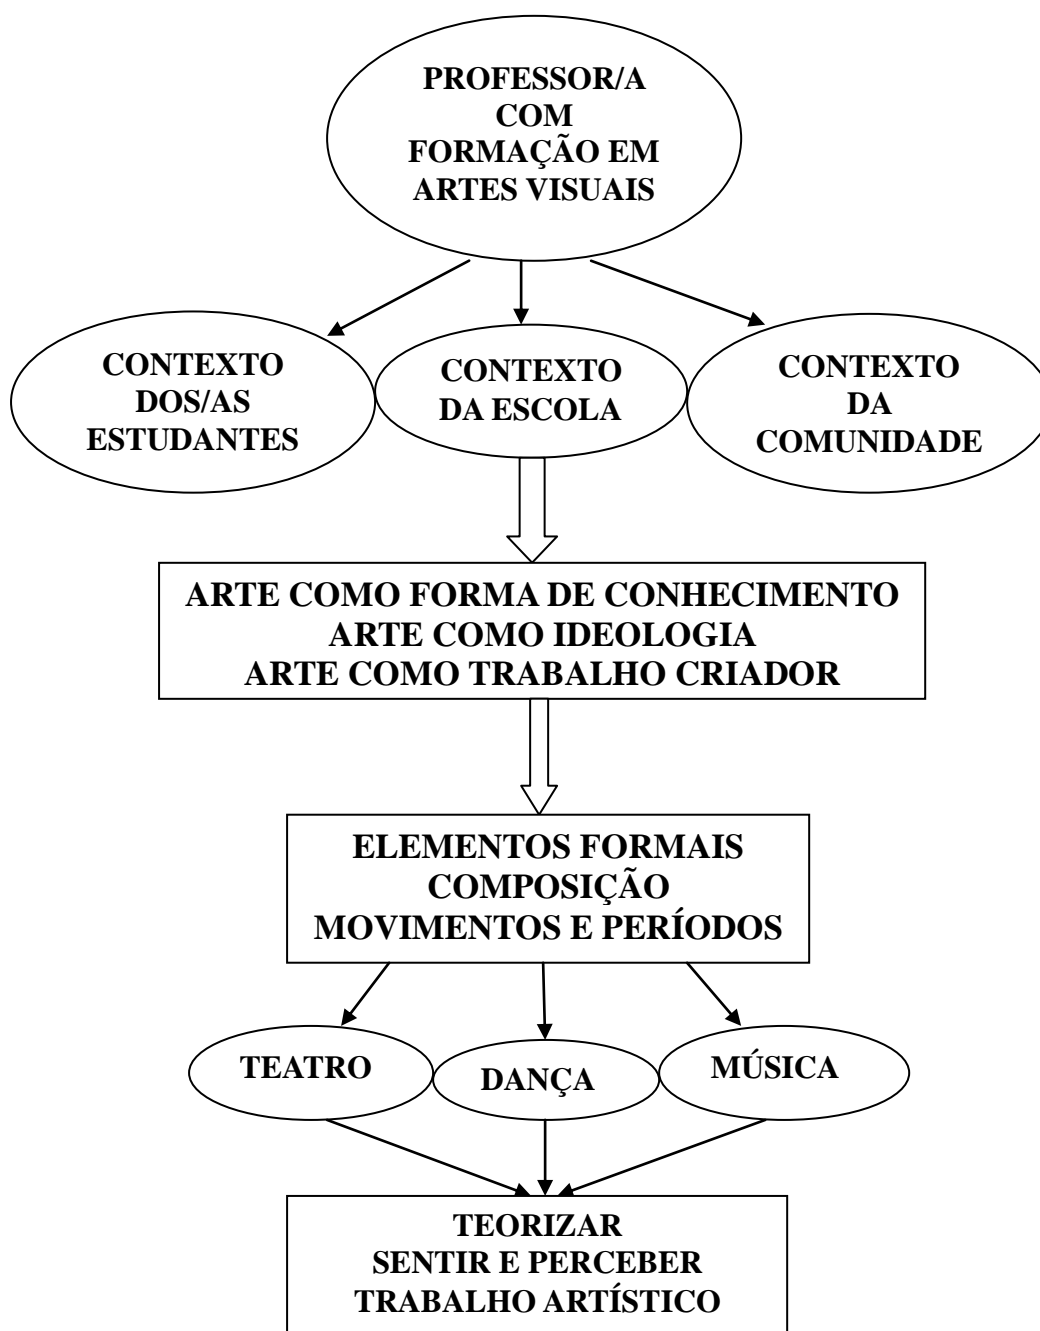 PROFESSOR/A
COM
FORMAÇÃO EM
ARTES VISUAIS
CONTEXTO
DOS/AS
ESTUDANTES
CONTEXTO
DA ESCOLA
CONTEXTO
DA
COMUNIDADE
ARTE COMO FORMA DE CONHECIMENTO
ARTE COMO IDEOLOGIA
ARTE COMO TRABALHO CRIADOR
ELEMENTOS FORMAIS
COMPOSIÇÃO
MOVIMENTOS E PERÍODOS
TEATRO
DANÇA
MÚSICA
TEORIZAR
SENTIR E PERCEBER
TRABALHO ARTÍSTICO